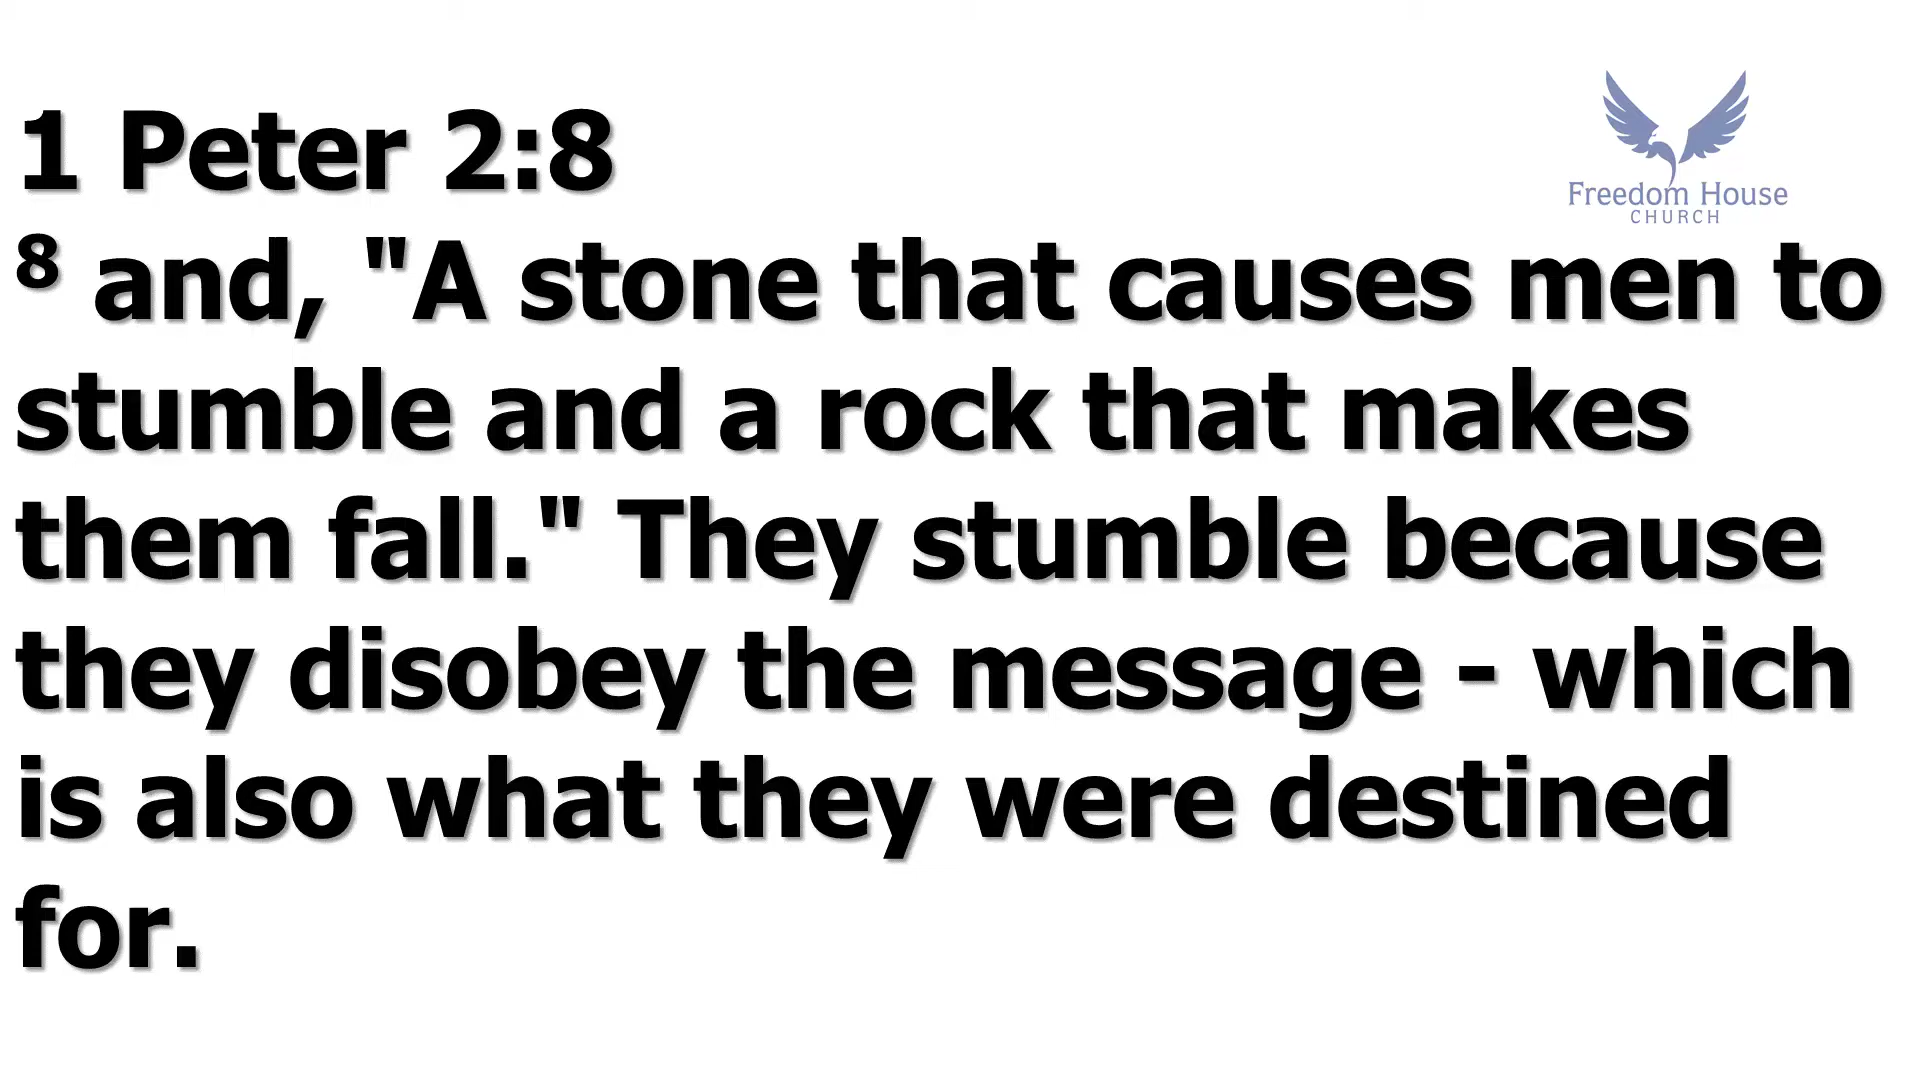 1 Peter 2:8
Freedom House
CHURCH
8 and, "A stone that causes men to
stumble and a rock that makes
them fall." They stumble because
they disobey the message - which
is also what they were destined
for.